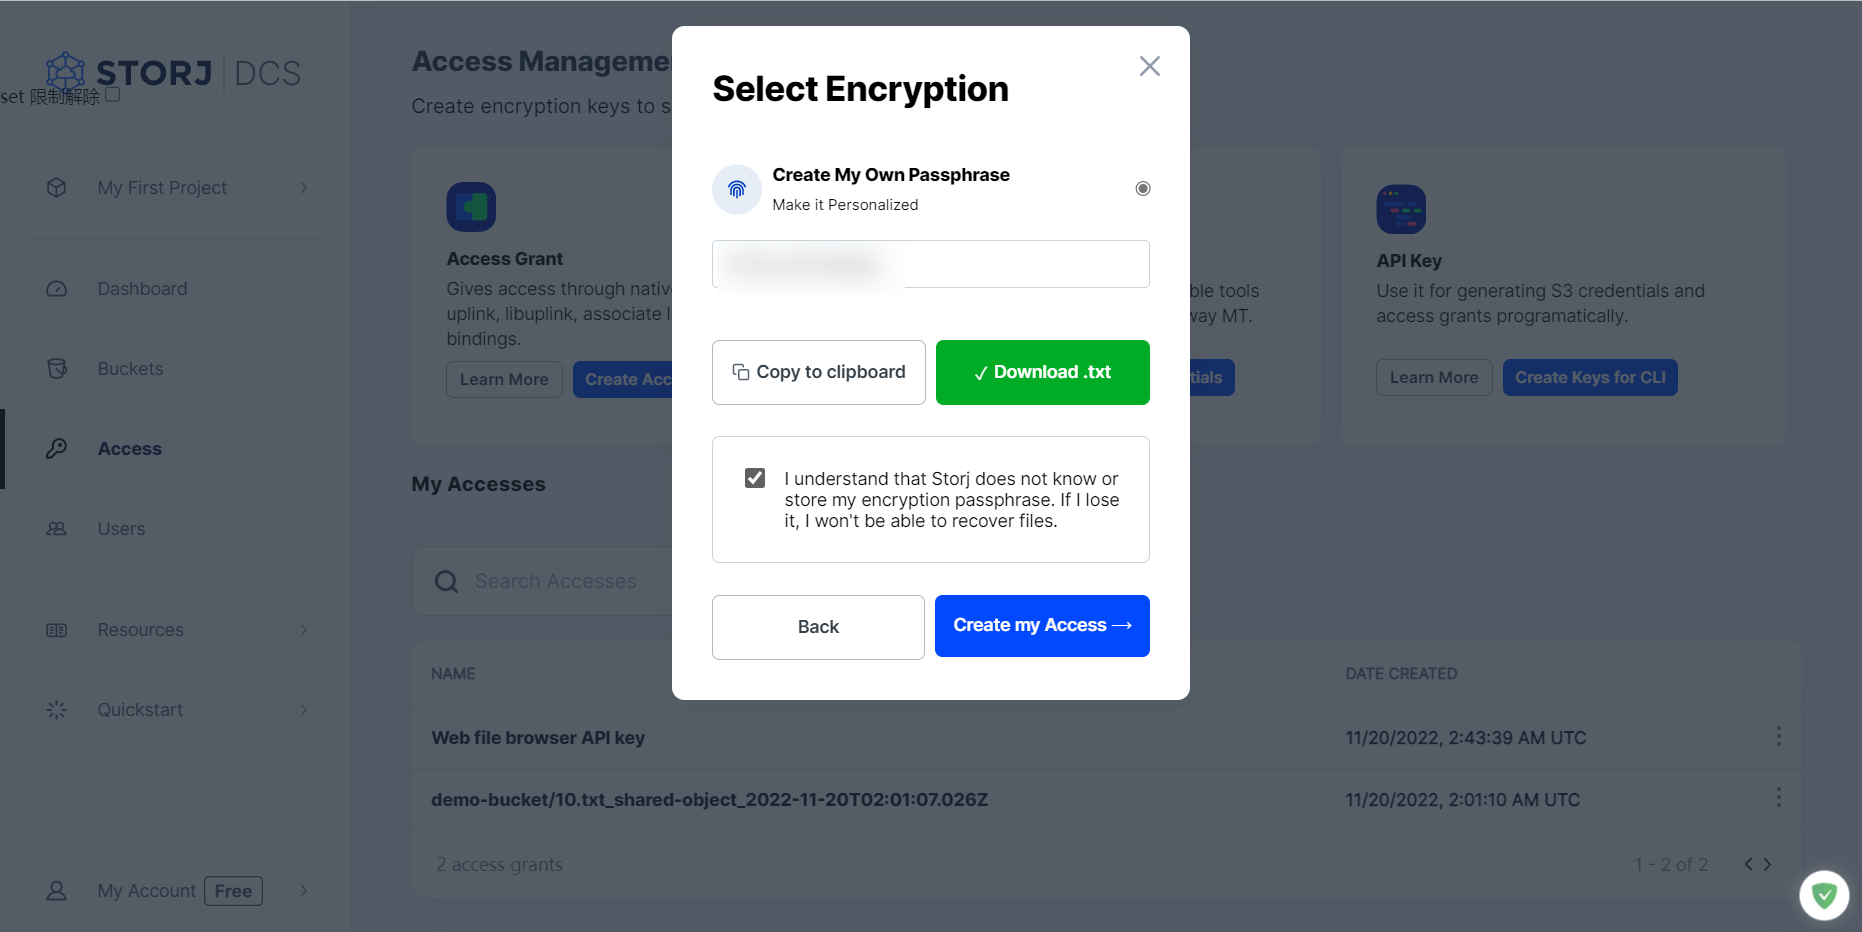 STORJ DCS
set 限制解除
My First Project
Dashboard
Buckets
Access
Users
Resources
Quickstart
My Account Free
Access Manageme
Create encryption keys to s
Access Grant
Gives access through nativ
uplink, libuplink, associate l
bindings.
Learn More
Create Acc
ble tools
way MT.
tials
API Key
Use it for generating S3 credentials and
access grants programatically.
Learn More
Create Keys for CLI
My Accesses
Search Accesses
NAME
DATE CREATED
Web file browser API key
11/20/2022, 2:43:39 AM UTC
demo-bucket/10.txt_shared-object_2022-11-20T02:01:07.026Z
11/20/2022, 2:01:10 AM UTC
2 access grants
1 - 2 of 2
Select Encryption
Create My Own Passphrase
Make it Personalized
Copy to clipboard
✓ Download .txt
I understand that Storj does not know or
store my encryption passphrase. If I lose
it, I won't be able to recover files.
Back
Create my Access →